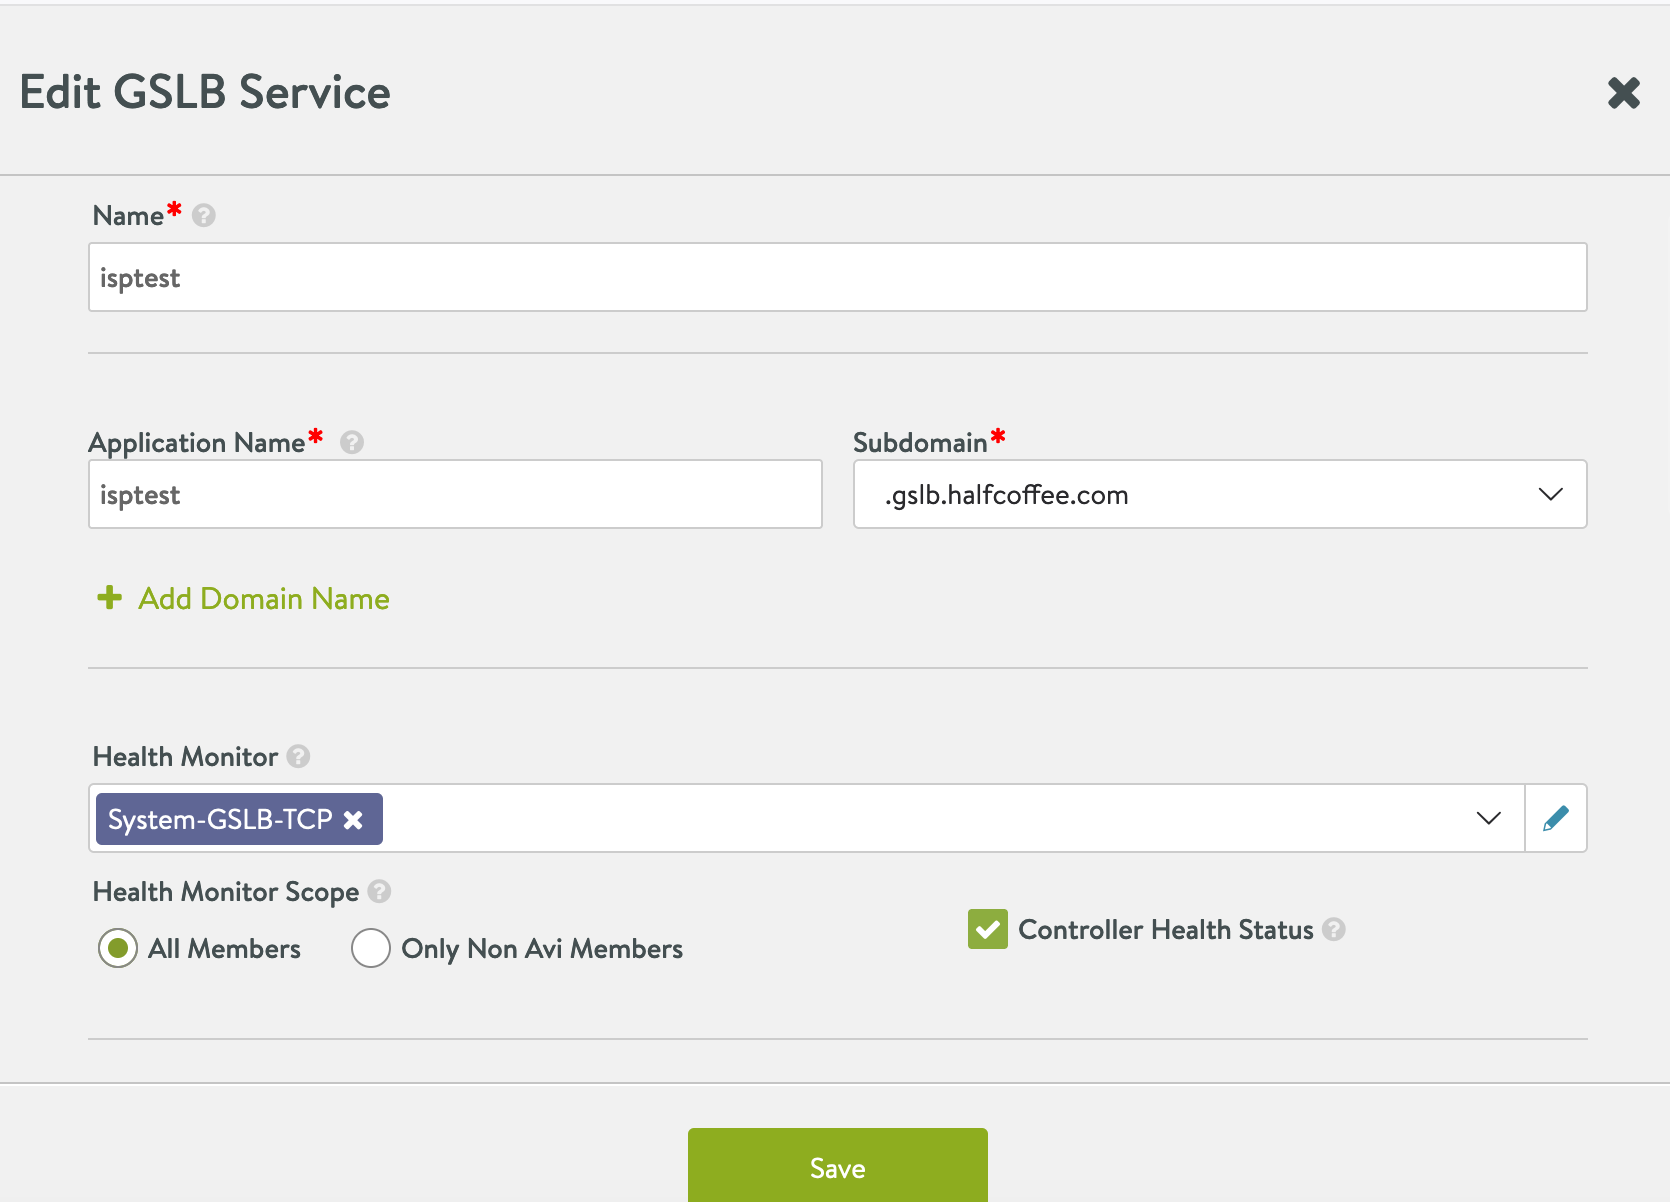 Edit GSLB Service
Name* ?
isptest
Application Name* ? Subdomain*
isptest .gslb.halfcoffee.com
Add Domain Name
Health Monitor ?
System-GSLB-TCP
Health Monitor Scope ?
All Members Only Non Avi Members Controller Health Status ?
Save